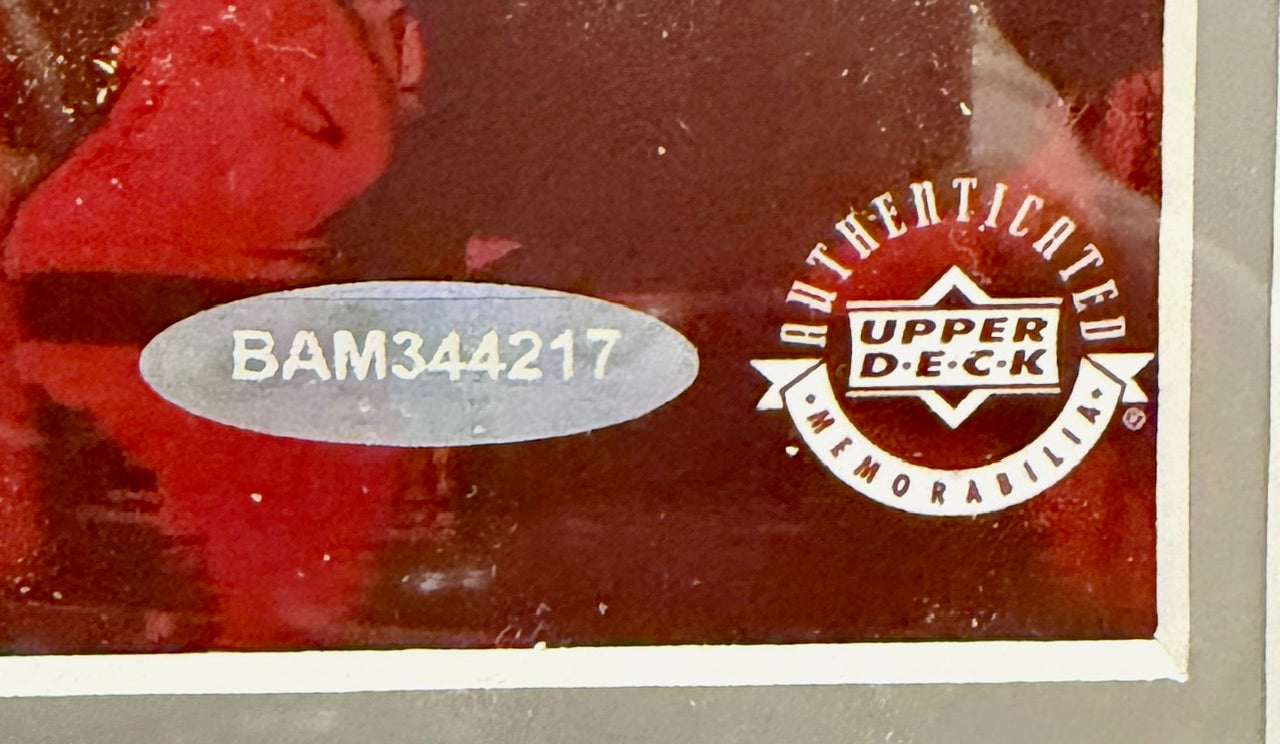 BAM344217
AUTHENTICATED
UPPER
D·E·C·K
·MEMORABILIA·
®